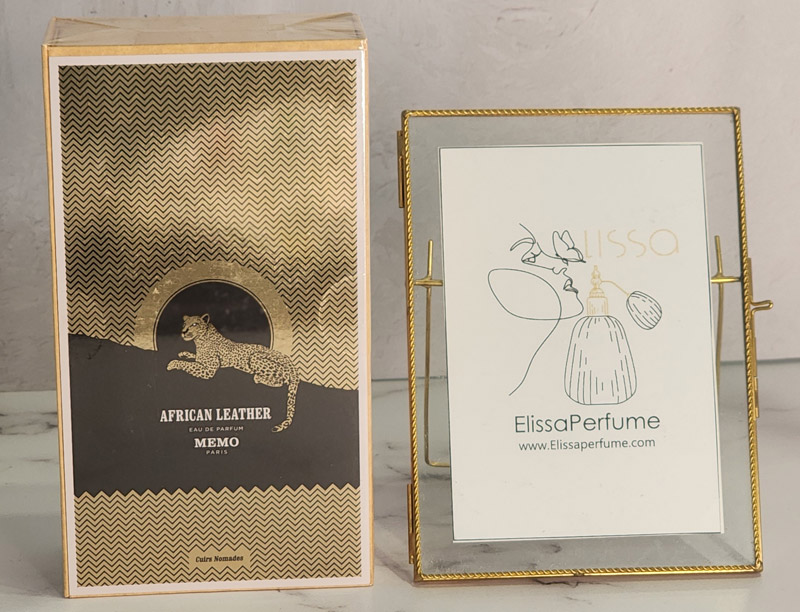 AFRICAN LEATHER
EAU DE PARFUM
MEMO
PARIS
Cuirs Nomades
Lissa
ElissaPerfume
www.Elissaperfume.com